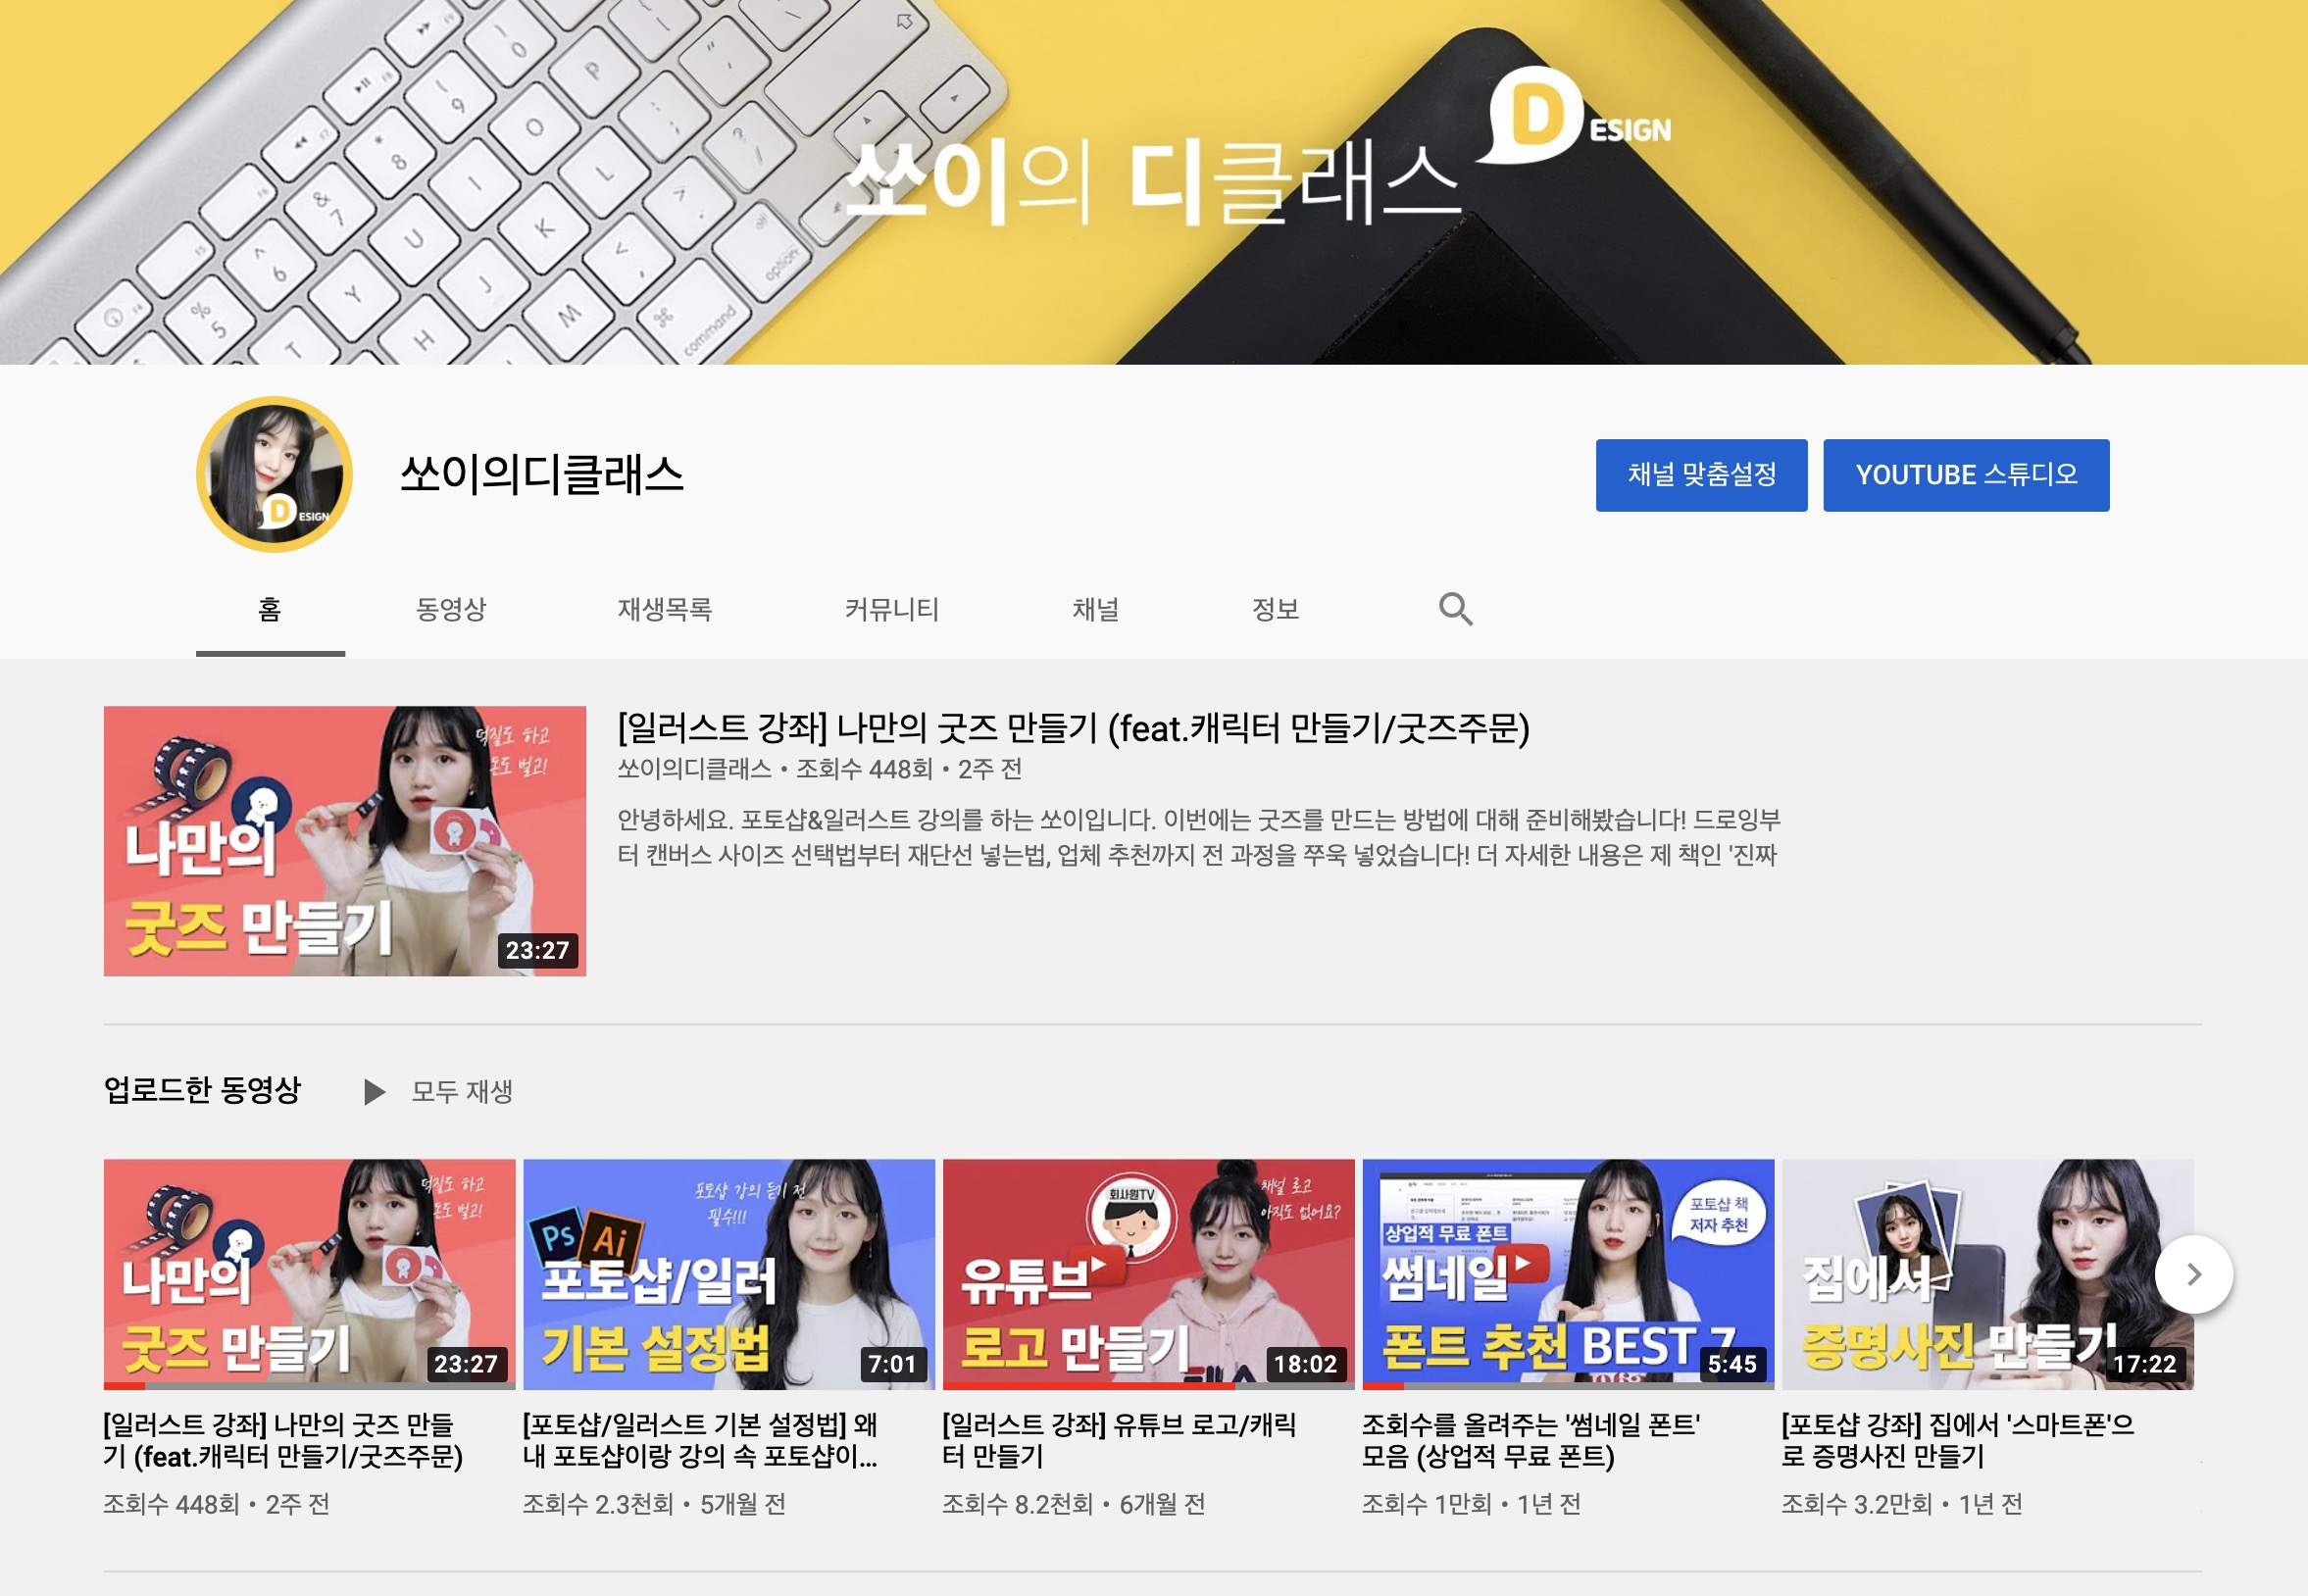 쏘이의 디클래스
D ESIGN
D ESIGN
쏘이의디클래스
채널 맞춤설정
YOUTUBE 스튜디오
홈
동영상
재생목록
커뮤니티
채널
정보
덕질도 하고
돈도 벌고!
나만의
굿즈 만들기
23:27
[일러스트 강좌] 나만의 굿즈 만들기 (feat.캐릭터 만들기/굿즈주문)
쏘이의디클래스 • 조회수 448회 • 2주 전
안녕하세요. 포토샵&일러스트 강의를 하는 쏘이입니다. 이번에는 굿즈를 만드는 방법에 대해 준비해봤습니다! 드로잉부
터 캔버스 사이즈 선택법부터 재단선 넣는법, 업체 추천까지 전 과정을 쭈욱 넣었습니다! 더 자세한 내용은 제 책인 '진짜
업로드한 동영상
모두 재생
덕질도 하고
돈도 벌고!
나만의
굿즈 만들기
23:27
[일러스트 강좌] 나만의 굿즈 만들
기 (feat.캐릭터 만들기/굿즈주문)
조회수 448회 • 2주 전
포토샵 강의 듣기 전
필수!!!
Ps
Ai
포토샵/일러
기본 설정법
7:01
[포토샵/일러스트 기본 설정법] 왜
내 포토샵이랑 강의 속 포토샵이...
조회수 2.3천회 • 5개월 전
회사원TV
채널 로고
아직도 없어요?
유튜브
로고 만들기
18:02
[일러스트 강좌] 유튜브 로고/캐릭
터 만들기
조회수 8.2천회 • 6개월 전
포토샵 책
저자 추천
상업적 무료 폰트
썸네일
폰트 추천 BEST 7
5:45
조회수를 올려주는 '썸네일 폰트'
모음 (상업적 무료 폰트)
조회수 1만회 • 1년 전
집에서
증명사진 만들기
17:22
[포토샵 강좌] 집에서 '스마트폰'으
로 증명사진 만들기
조회수 3.2만회 • 1년 전